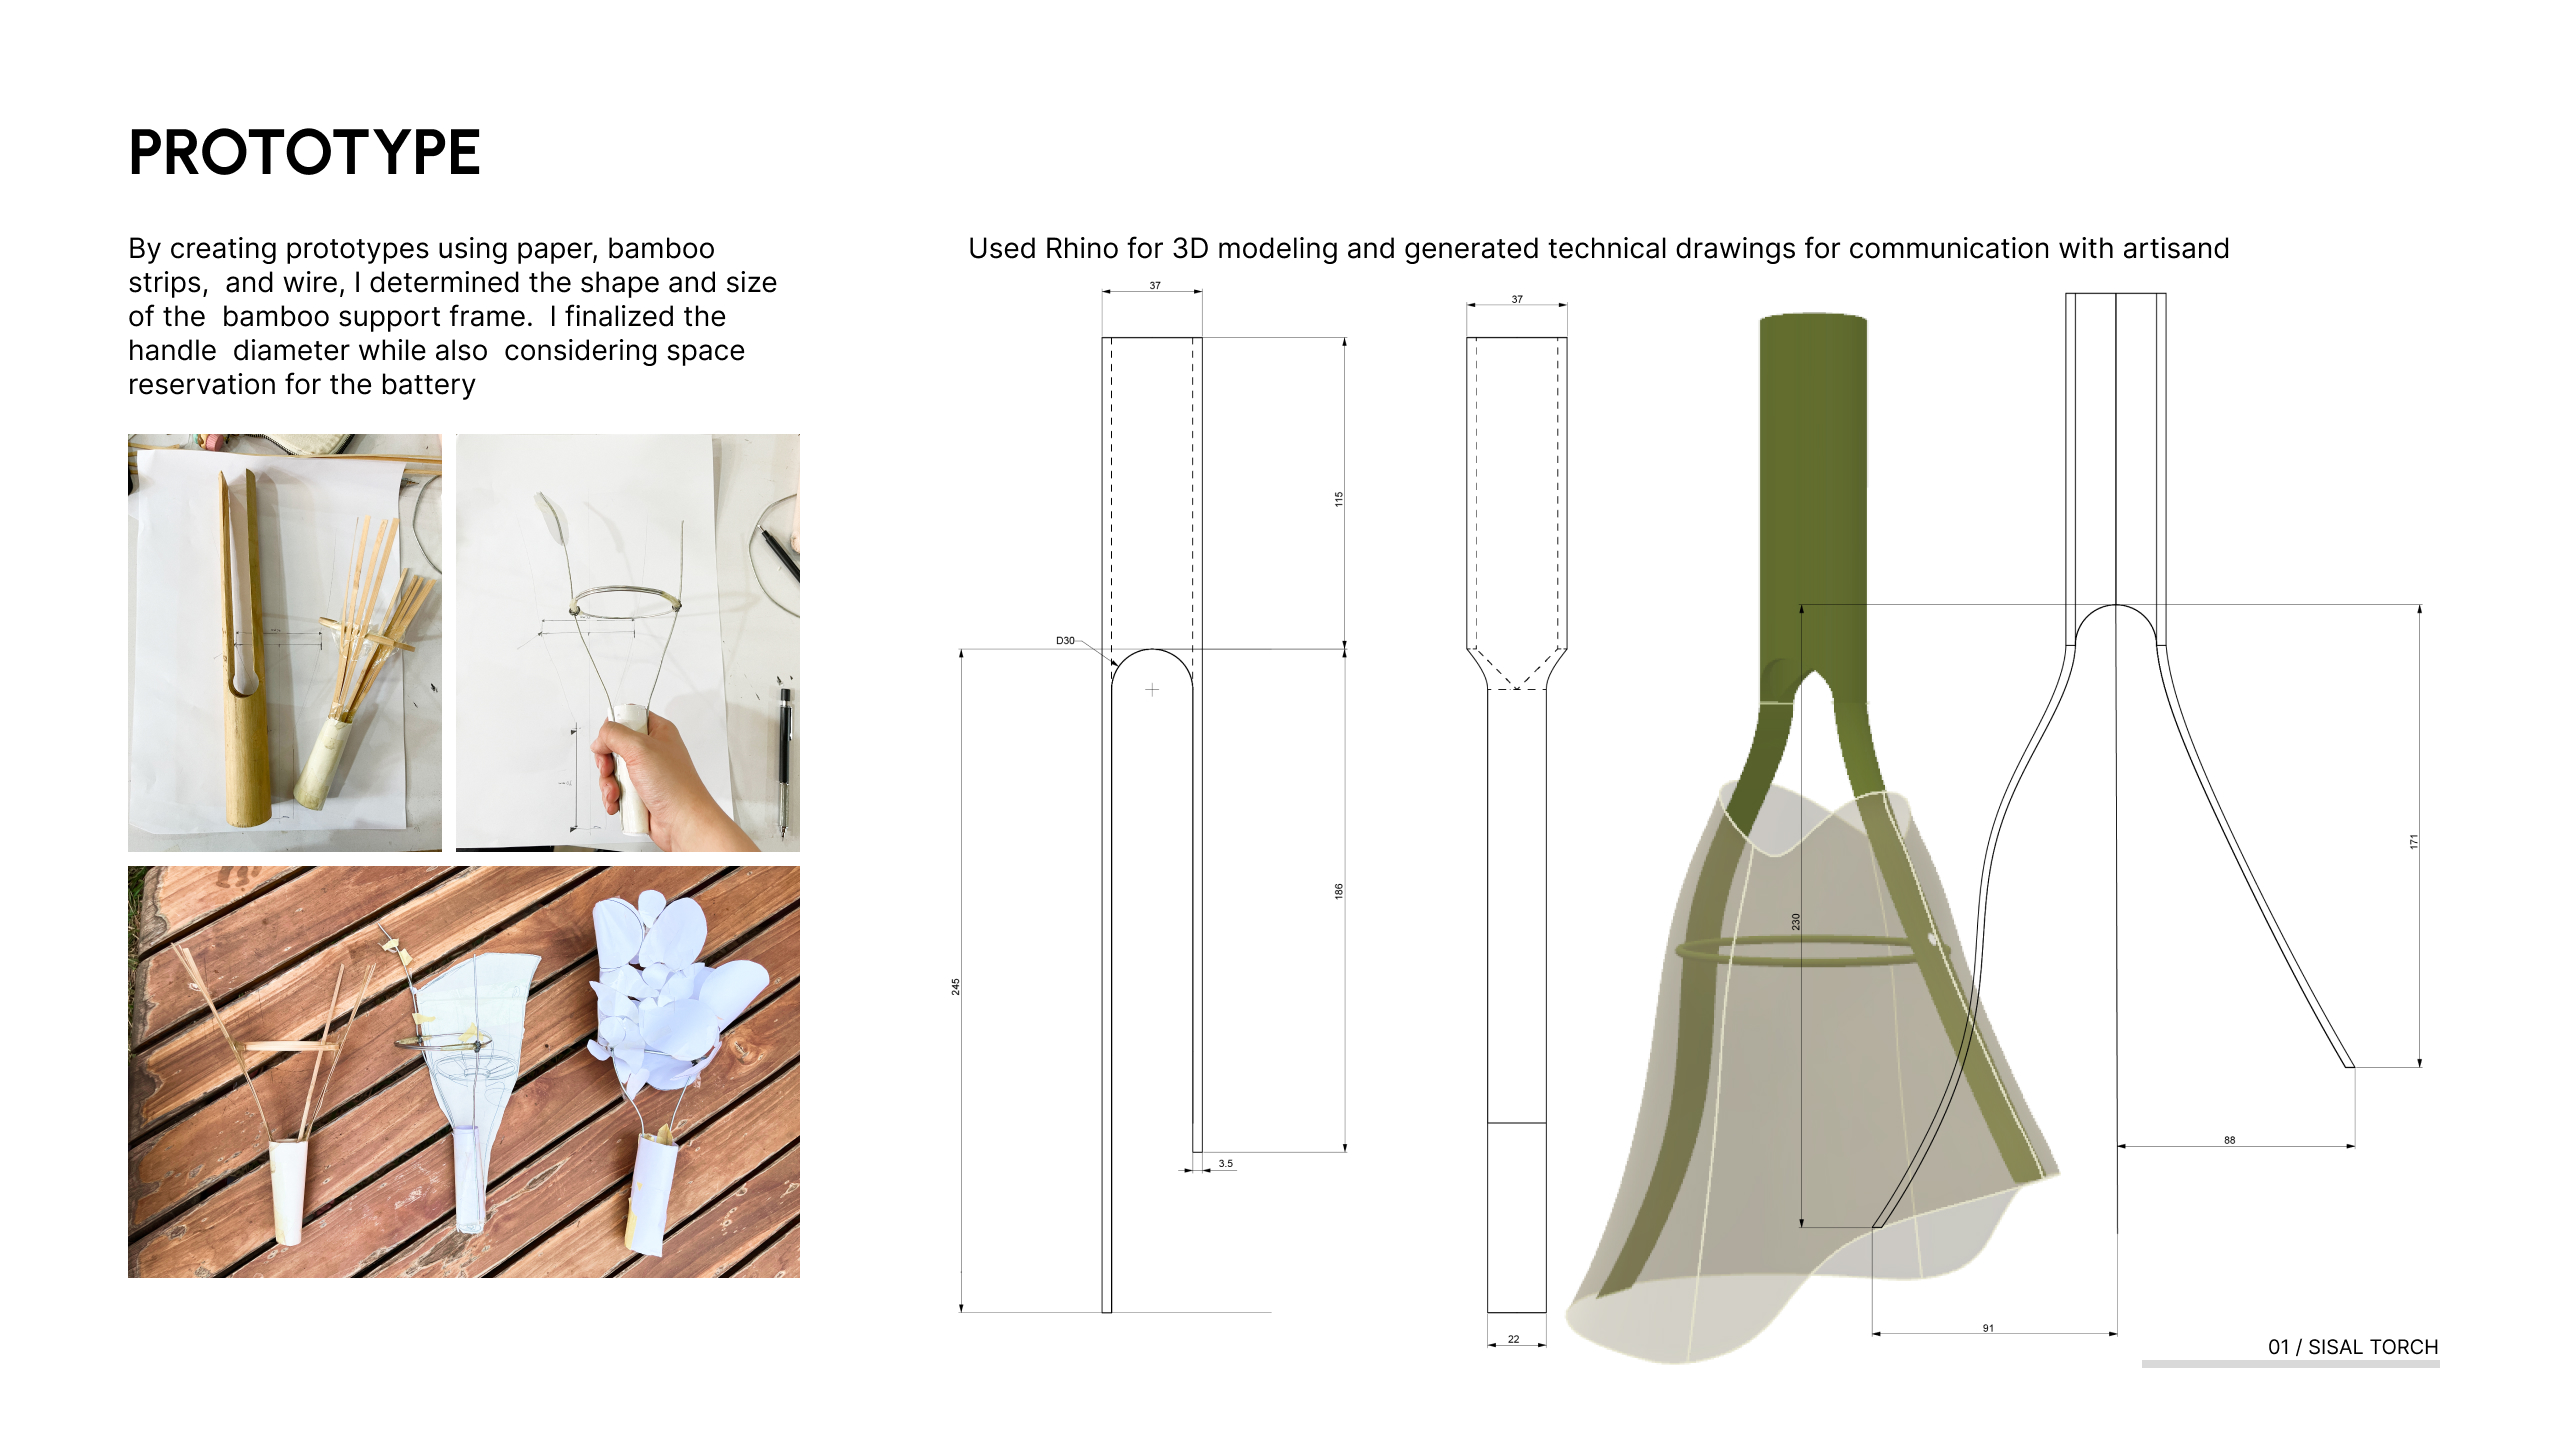 PROTOTYPE
By creating prototypes using paper, bamboo
strips,  and wire, I determined the shape and size
of the  bamboo support frame.  I finalized the
handle  diameter while also  considering space
reservation for the battery
Used Rhino for 3D modeling and generated technical drawings for communication with artisand
37
37
115
D30
186
245
3.5
22
230
171
88
91
01 / SISAL TORCH